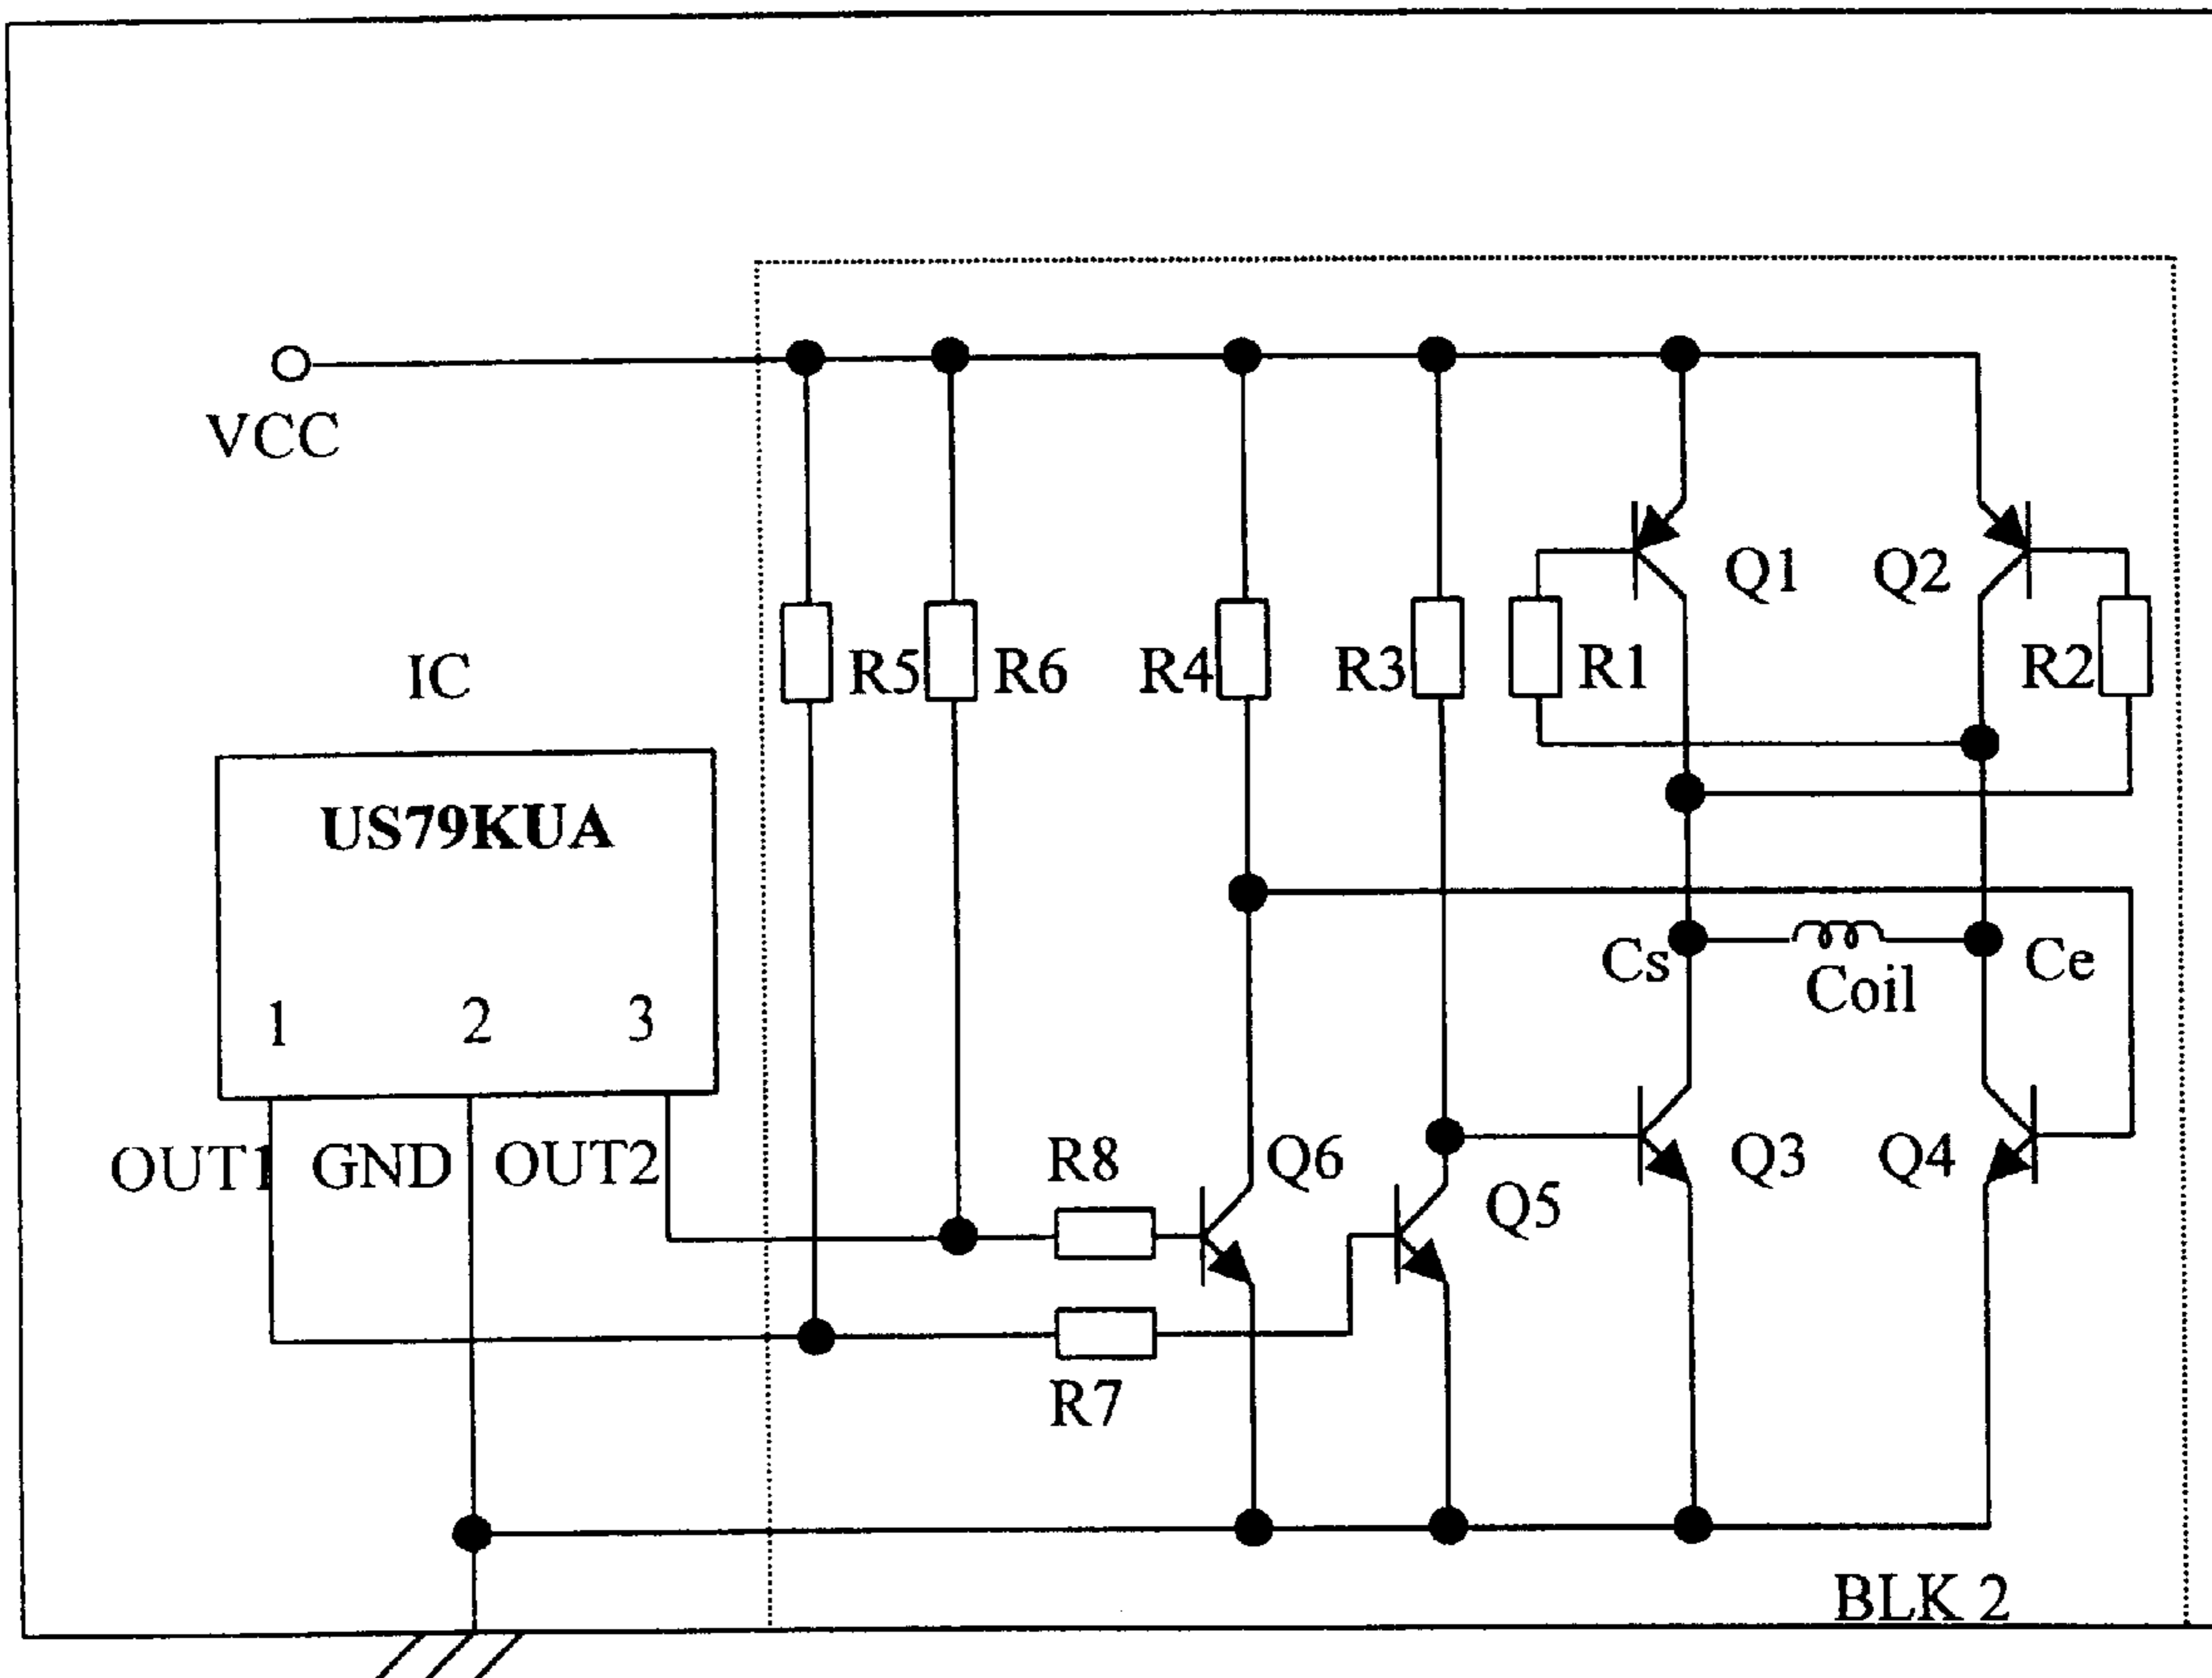 VCC
Q1 Q2
IC
R5 R6 R4 R3 R1 R2
US79KUA
Cs Coil Ce
1 2 3
OUT1 GND OUT2
R8 Q6 Q5 Q3 Q4
R7
BLK 2